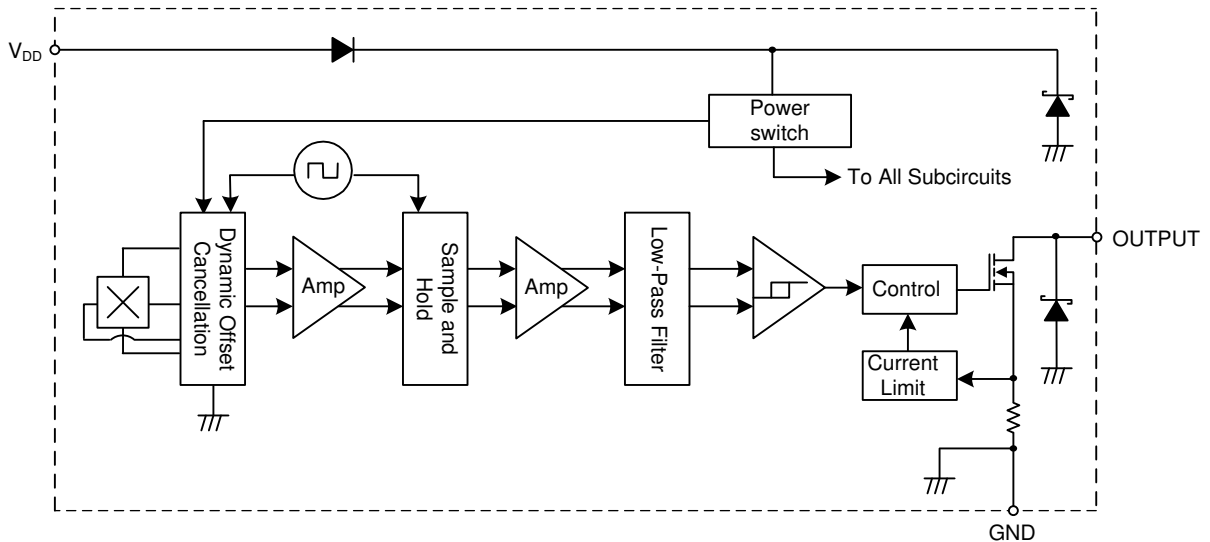 V_DD
Power
switch
To All Subcircuits
Dynamic Offset
Cancellation
Amp
Sample and
Hold
Amp
Low-Pass Filter
Control
Current
Limit
OUTPUT
GND